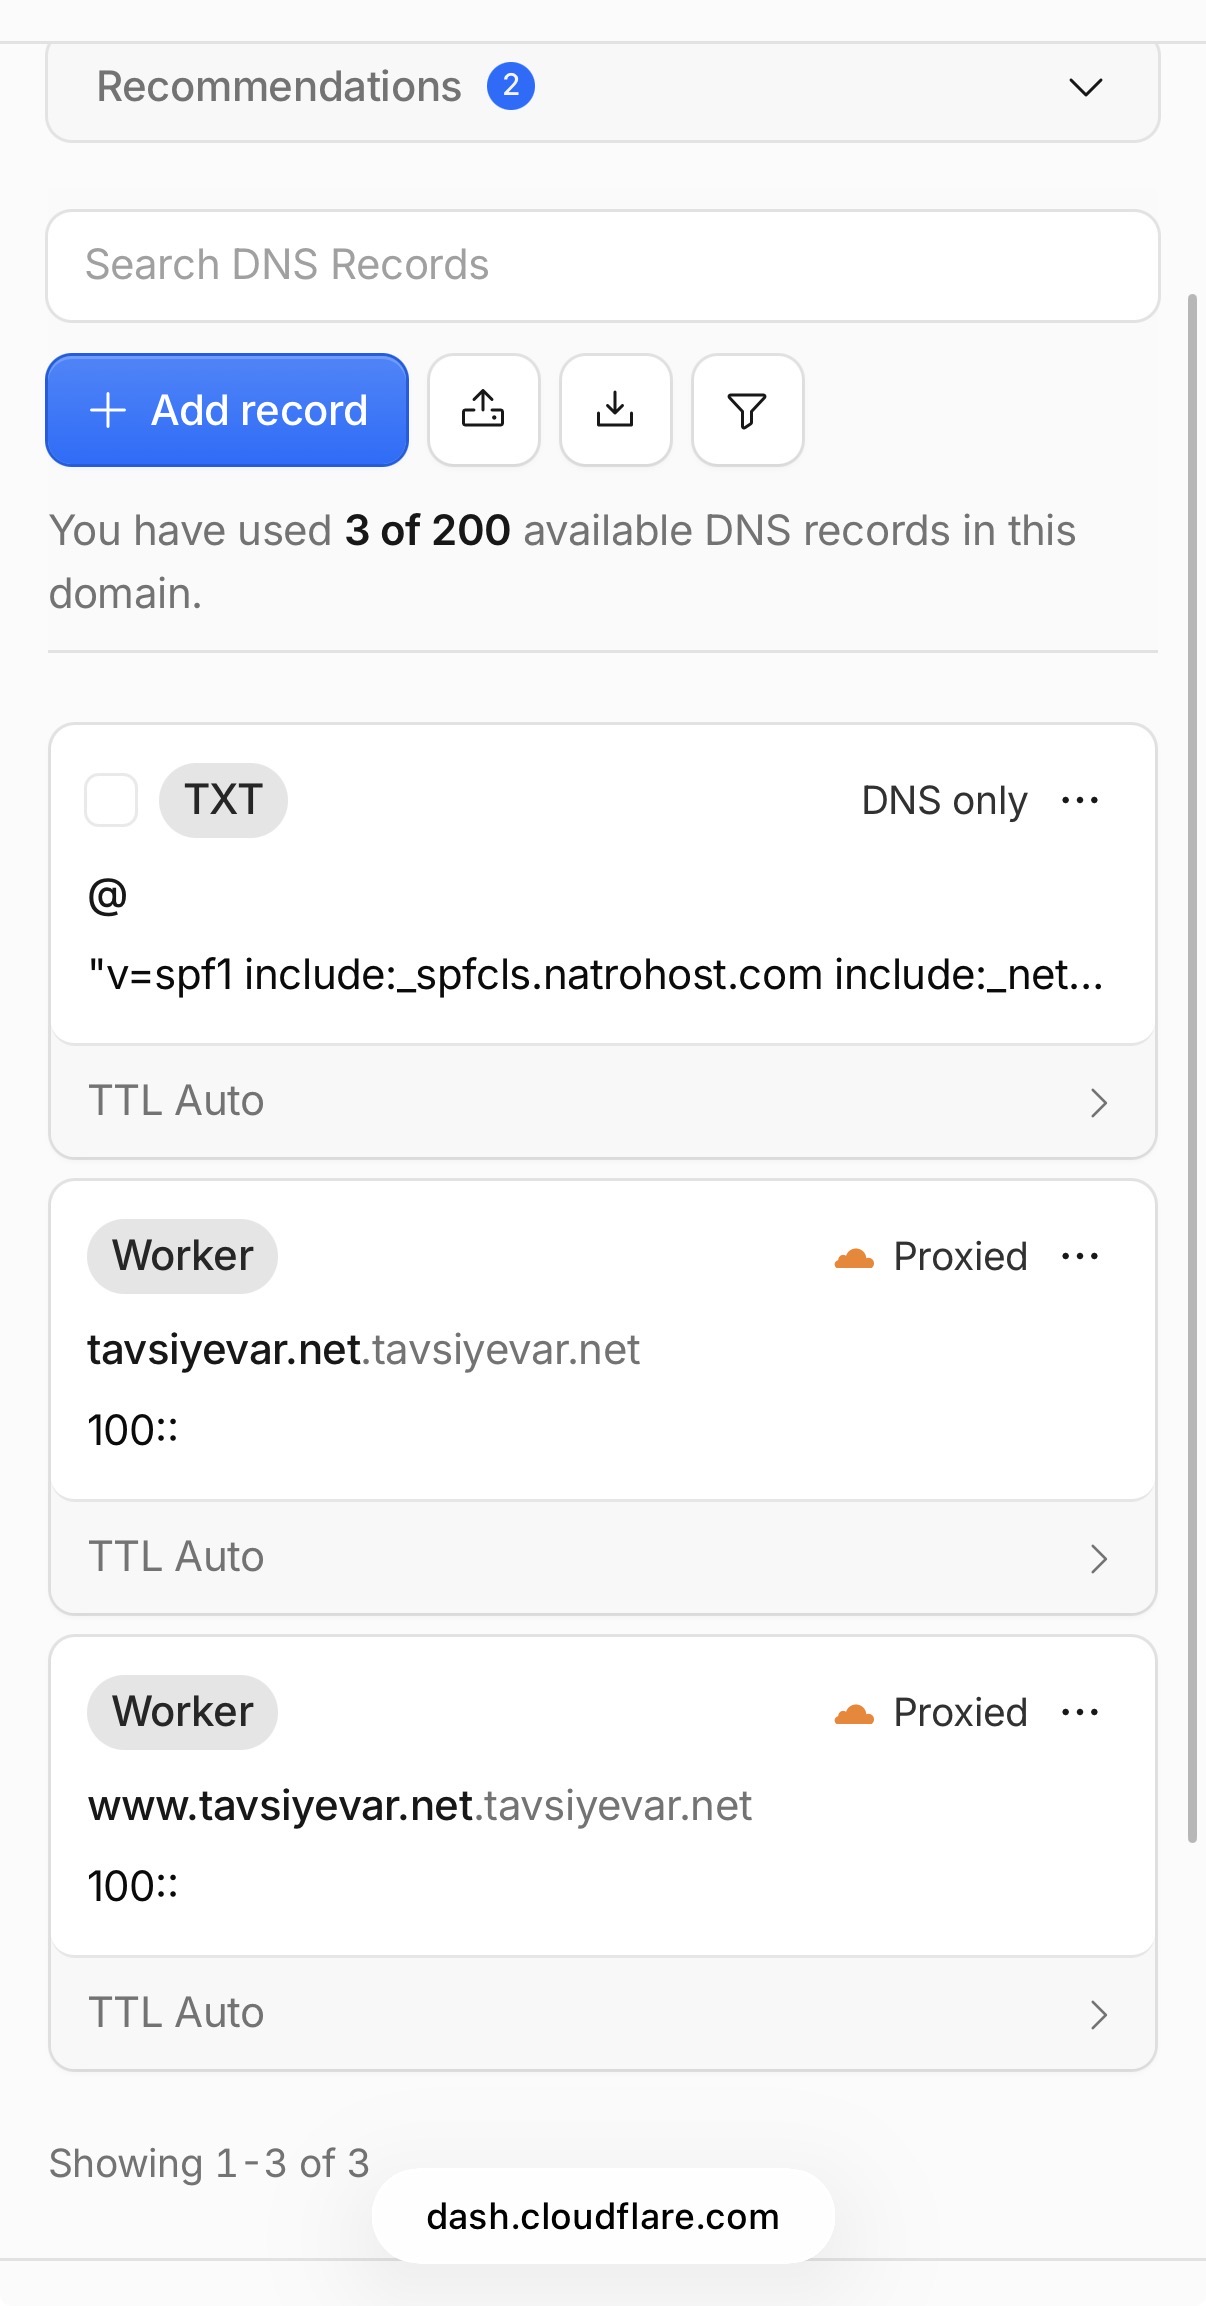 Recommendations 2
Search DNS Records
Add record
You have used 3 of 200 available DNS records in this
domain.
TXT DNS only
@
"v=spf1 include:_spfcls.natrohost.com include:_net...
TTL Auto
Worker Proxied
tavsiyevar.net.tavsiyevar.net
100::
TTL Auto
Worker Proxied
www.tavsiyevar.net.tavsiyevar.net
100::
TTL Auto
Showing 1-3 of 3
dash.cloudflare.com